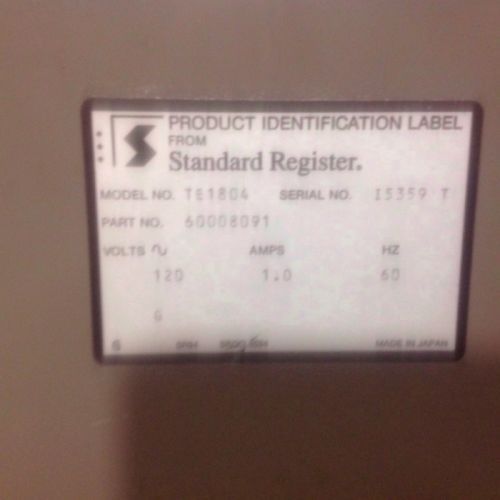 PRODUCT IDENTIFICATION LABEL
FROM
Standard Register.
MODEL NO. TE1804 SERIAL NO. I5359 T
PART NO. 60008091
VOLTS AMPS HZ
120 1.0 60
G
MADE IN JAPAN